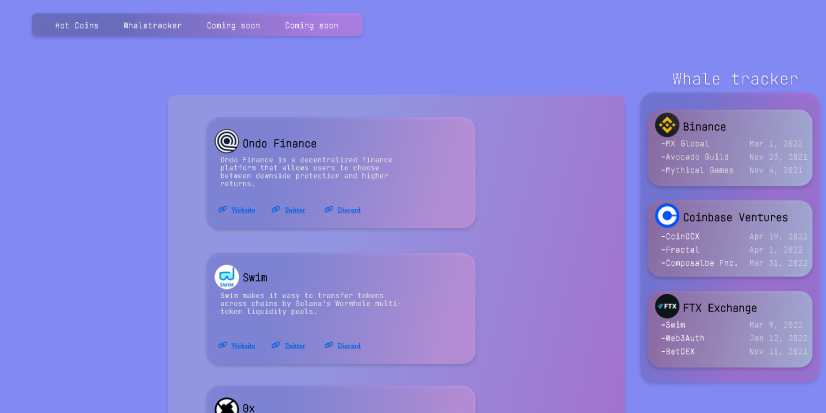 Hot Coins Whaletracker Coming soon Coming soon
Whale tracker
Ondo Finance
Ondo Finance is a decentralized finance
platform that allows users to choose
between downside protection and higher
returns.
Website Twitter Discord
SWIM
Swim
Swim makes it easy to transfer tokens
across chains by Solana's Wormhole multi-
token liquidity pools.
Website Twitter Discord
0x
Binance
-MX Global Mar 1, 2022
-Avocado Guild Nov 23, 2021
-Mythical Games Nov 4, 2021
Coinbase Ventures
-CoinDCX Apr 19, 2022
-Fractal Apr 1, 2022
-Composalbe Fnc. Mar 31, 2022
FTX
FTX Exchange
-Swim Mar 9, 2022
-Web3Auth Jan 12, 2022
-BetDEX Nov 11, 2021